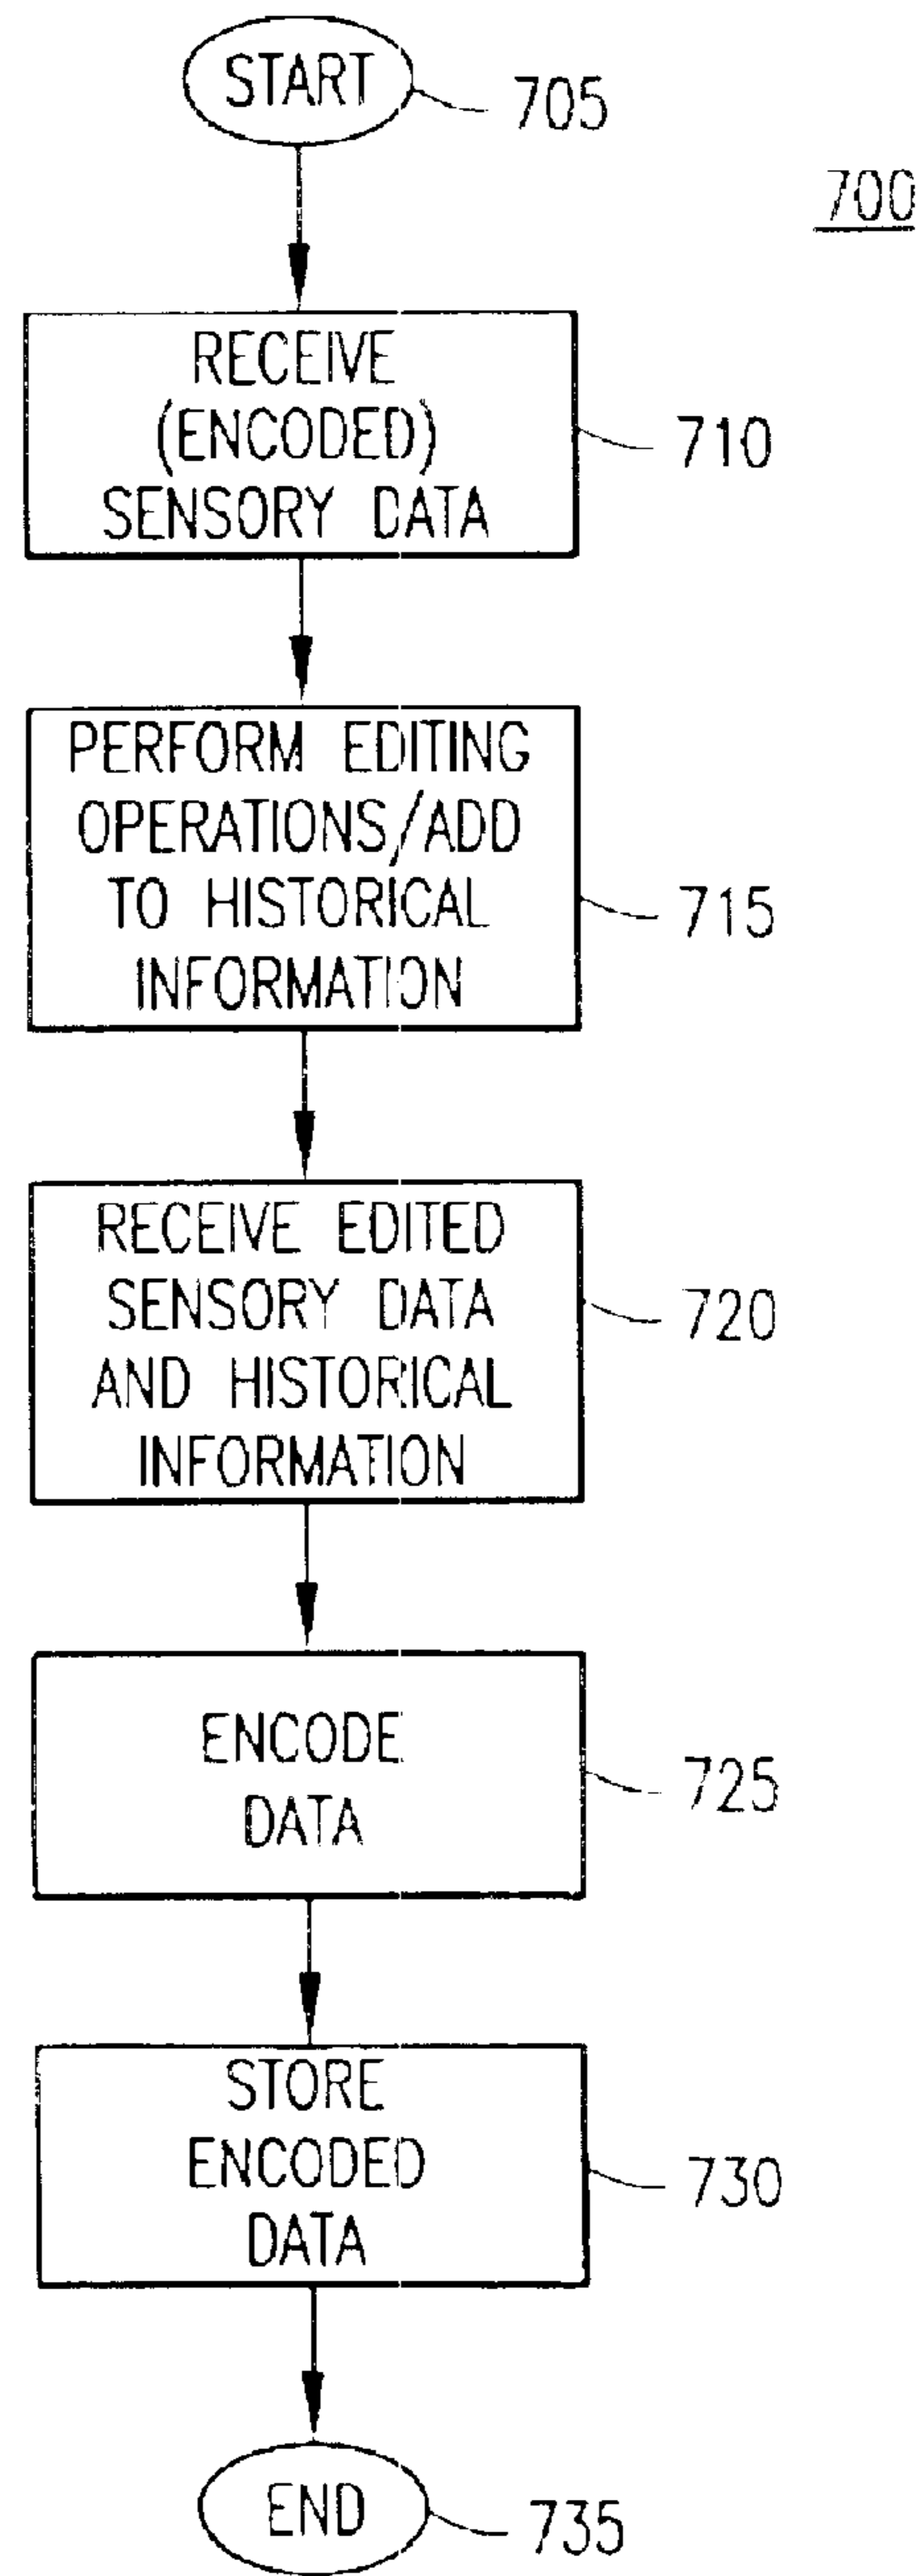 START
705
700
RECEIVE
(ENCODED)
SENSORY DATA
710
PERFORM EDITING
OPERATIONS/ADD
TO HISTORICAL
INFORMATION
715
RECEIVE EDITED
SENSORY DATA
AND HISTORICAL
INFORMATION
720
ENCODE
DATA
725
STORE
ENCODED
DATA
730
END
735